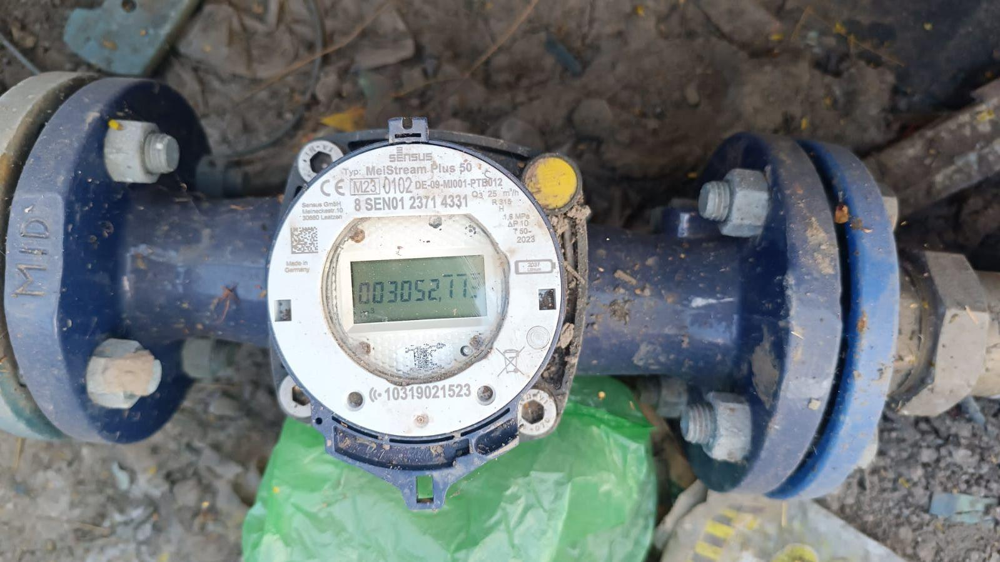 SENSUS
Typ: MeiStream Plus 50
CE M23 0102 DE-09-MI001-PTB012
8 SEN01 2371 4331
Q3 25 m³/h
R 315
H
1,6 MPa
ΔP 10
T 50
2023
Sensus GmbH
Meineckestr.10
30880 Laatzen
Made in
Germany
2037
003052,77
m3
10319021523
MID